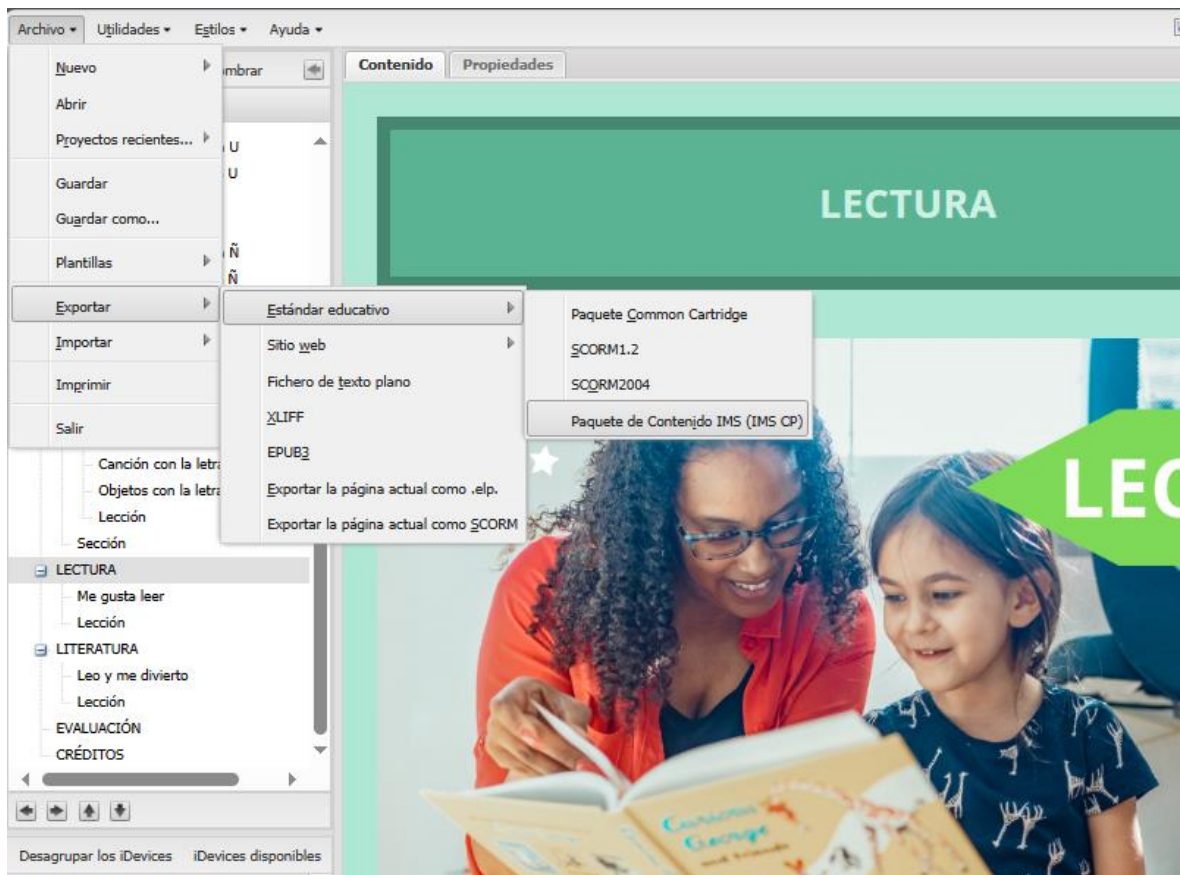 Archivo Utilidades Estilos Ayuda
Nuevo
Abrir
Proyectos recientes...
Guardar
Guardar como...
Plantillas
Exportar
Importar
Imprimir
Salir
U
U
Ñ
Ñ
Estándar educativo
Sitio web
Fichero de texto plano
XLIFF
EPUB3
Exportar la página actual como .elp.
Exportar la página actual como SCORM
Paquete Common Cartridge
SCORM1.2
SCORM2004
Paquete de Contenido IMS (IMS CP)
Canción con la letra
Objetos con la letra
Lección
Sección
LECTURA
Me gusta leer
Lección
LITERATURA
Leo y me divierto
Lección
EVALUACIÓN
CRÉDITOS
Desagrupar los iDevices iDevices disponibles
Contenido Propiedades
LECTURA
LEC
Curious
George
and friends